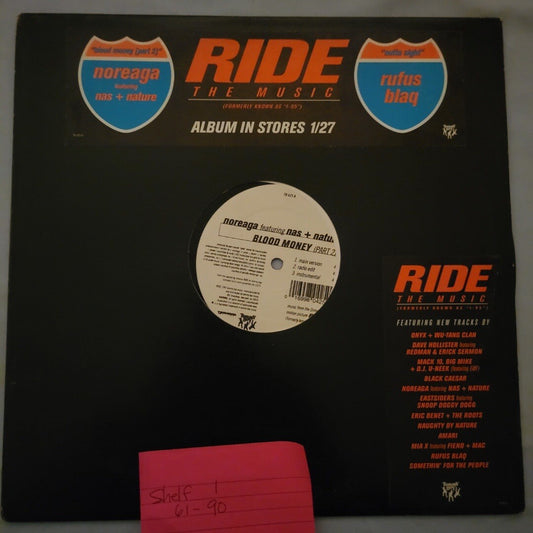 "blood money (part 2)"
noreaga
featuring
nas + nature
RIDE
THE MUSIC
(FORMERLY KNOWN AS "I-95")
ALBUM IN STORES 1/27
"outta sight"
rufus
blaq
noreaga featuring nas + natu
BLOOD MONEY (PART 2)
1. main version
2. radio edit
3. instrumental
RIDE
THE MUSIC
(FORMERLY KNOWN AS "I-95")
FEATURING NEW TRACKS BY
ONYX + WU-TANG CLAN
DAVE HOLLISTER featuring
REDMAN & ERICK SERMON
MACK 10, BIG MIKE
+ D.J. U-NEEK (featuring EWF)
BLACK CAESAR
NOREAGA featuring NAS + NATURE
EASTSIDERS featuring
SNOOP DOGGY DOGG
ERIC BENET + THE ROOTS
NAUGHTY BY NATURE
AMARI
MIA X featuring FIEND + MAC
RUFUS BLAQ
SOMETHIN' FOR THE PEOPLE
Shelf 1
61-90